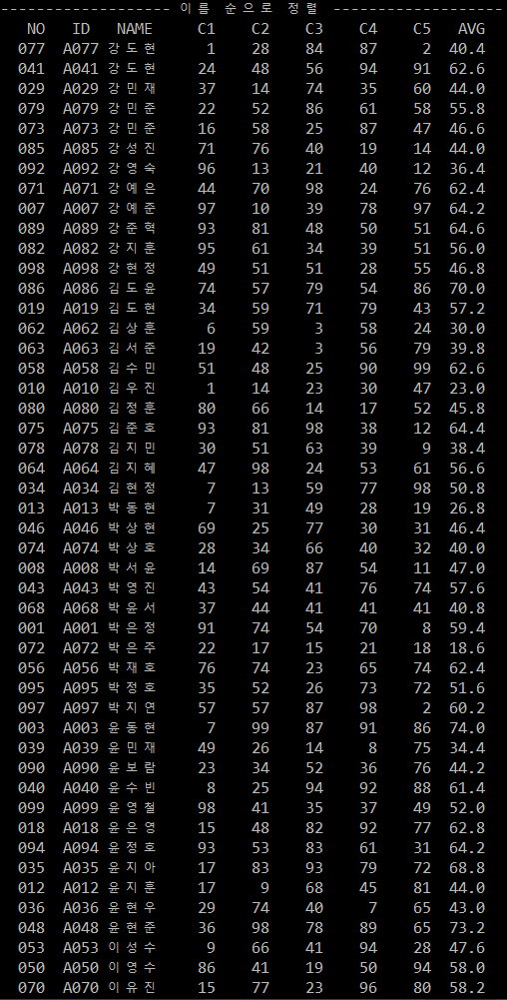 -------------------- 이름 순으로 정렬 --------------------
NO ID NAME C1 C2 C3 C4 C5 AVG
077 A077 강도현 1 28 84 87 2 40.4
041 A041 강도현 24 48 56 94 91 62.6
029 A029 강민재 37 14 74 35 60 44.0
079 A079 강민준 22 52 86 61 58 55.8
073 A073 강민준 16 58 25 87 47 46.6
085 A085 강성진 71 76 40 19 14 44.0
092 A092 강영숙 96 13 21 40 12 36.4
071 A071 강예은 44 70 98 24 76 62.4
007 A007 강예준 97 10 39 78 97 64.2
089 A089 강준혁 93 81 48 50 51 64.6
082 A082 강지훈 95 61 34 39 51 56.0
098 A098 강현정 49 51 51 28 55 46.8
086 A086 김도윤 74 57 79 54 86 70.0
019 A019 김도현 34 59 71 79 43 57.2
062 A062 김상훈 6 59 3 58 24 30.0
063 A063 김서준 19 42 3 56 79 39.8
058 A058 김수민 51 48 25 90 99 62.6
010 A010 김우진 1 14 23 30 47 23.0
080 A080 김정훈 80 66 14 17 52 45.8
075 A075 김준호 93 81 98 38 12 64.4
078 A078 김지민 30 51 63 39 9 38.4
064 A064 김지혜 47 98 24 53 61 56.6
034 A034 김현정 7 13 59 77 98 50.8
013 A013 박동현 7 31 49 28 19 26.8
046 A046 박상현 69 25 77 30 31 46.4
074 A074 박상호 28 34 66 40 32 40.0
008 A008 박서윤 14 69 87 54 11 47.0
043 A043 박영진 43 54 41 76 74 57.6
068 A068 박윤서 37 44 41 41 41 40.8
001 A001 박은정 91 74 54 70 8 59.4
072 A072 박은주 22 17 15 21 18 18.6
056 A056 박재호 76 74 23 65 74 62.4
095 A095 박정호 35 52 26 73 72 51.6
097 A097 박지연 57 57 87 98 2 60.2
003 A003 윤동현 7 99 87 91 86 74.0
039 A039 윤민재 49 26 14 8 75 34.4
090 A090 윤보람 23 34 52 36 76 44.2
040 A040 윤수빈 8 25 94 92 88 61.4
099 A099 윤영철 98 41 35 37 49 52.0
018 A018 윤은영 15 48 82 92 77 62.8
094 A094 윤정호 93 53 83 61 31 64.2
035 A035 윤지아 17 83 93 79 72 68.8
012 A012 윤지훈 17 9 68 45 81 44.0
036 A036 윤현우 29 74 40 7 65 43.0
048 A048 윤현준 36 98 78 89 65 73.2
053 A053 이성수 9 66 41 94 28 47.6
050 A050 이영수 86 41 19 50 94 58.0
070 A070 이유진 15 77 23 96 80 58.2